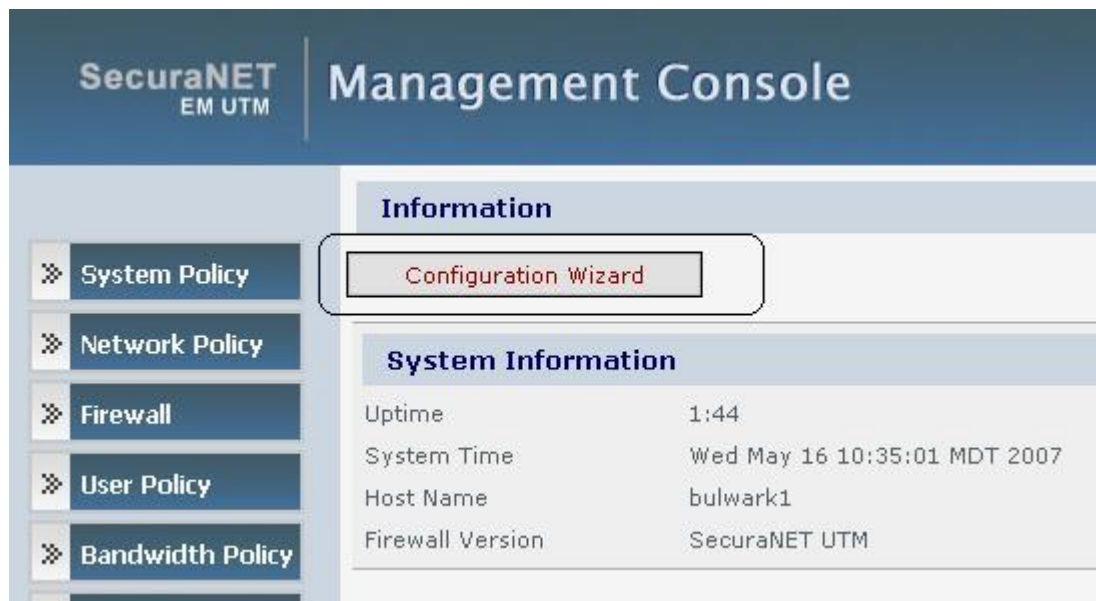 SecuraNET
EM UTM
Management Console
System Policy
Network Policy
Firewall
User Policy
Bandwidth Policy
Information
Configuration Wizard
System Information
Uptime 1:44
System Time Wed May 16 10:35:01 MDT 2007
Host Name bulwark1
Firewall Version SecuraNET UTM